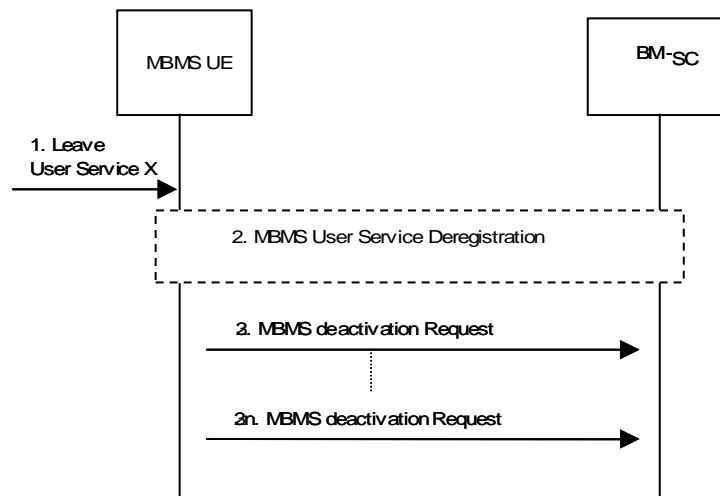 MBMS UE
BM-SC
1. Leave
User Service X
2. MBMS User Service Deregistration
3. MBMS deactivation Request
3n. MBMS deactivation Request